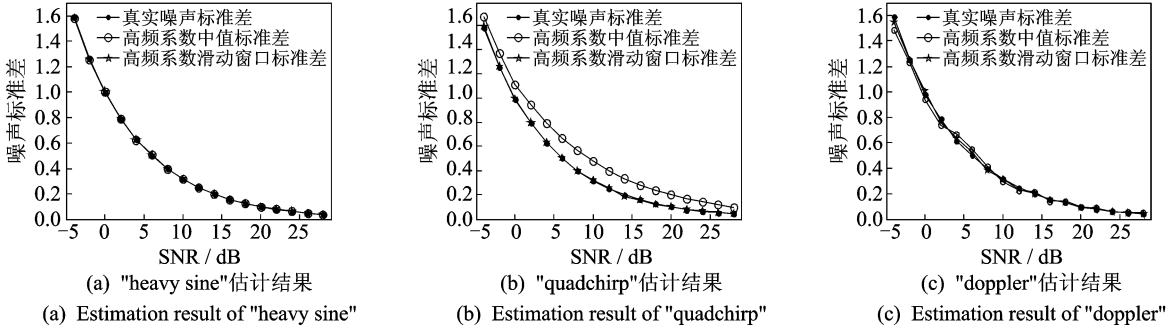 噪声标准差
1.6
1.4
1.2
1.0
0.8
0.6
0.4
0.2
0.0
真实噪声标准差
高频系数中值标准差
高频系数滑动窗口标准差
−5 0 5 10 15 20 25
SNR / dB
(a) "heavy sine"估计结果
(a) Estimation result of "heavy sine"
噪声标准差
1.6
1.4
1.2
1.0
0.8
0.6
0.4
0.2
0.0
真实噪声标准差
高频系数中值标准差
高频系数滑动窗口标准差
−5 0 5 10 15 20 25
SNR / dB
(b) "quadchirp"估计结果
(b) Estimation result of "quadchirp"
噪声标准差
1.6
1.4
1.2
1.0
0.8
0.6
0.4
0.2
0.0
真实噪声标准差
高频系数中值标准差
高频系数滑动窗口标准差
−5 0 5 10 15 20 25
SNR / dB
(c) "doppler"估计结果
(c) Estimation result of "doppler"